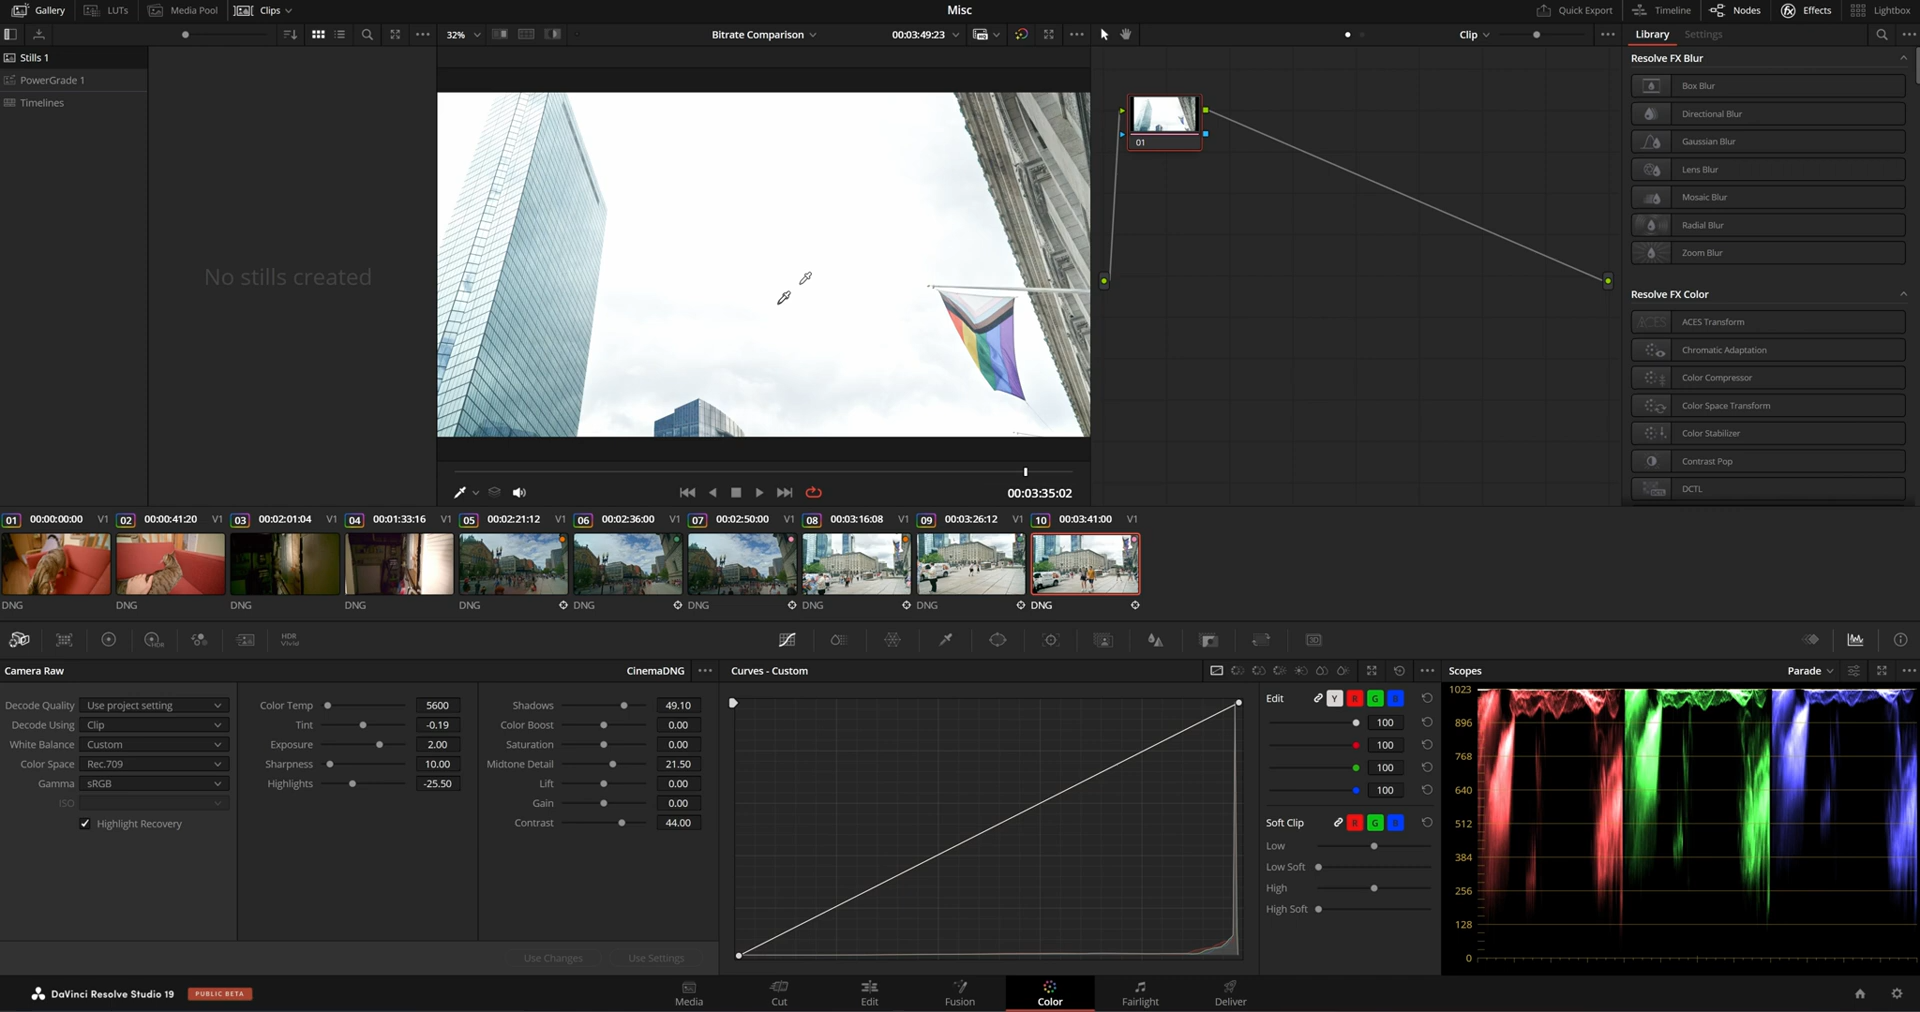 Gallery LUTs Media Pool Clips Misc Quick Export Timeline Nodes Effects Lightbox
32% Bitrate Comparison 00:03:49:23 Clip Library Settings
Stills 1
PowerGrade 1
Timelines
No stills created
01
Resolve FX Blur
Box Blur
Directional Blur
Gaussian Blur
Lens Blur
Mosaic Blur
Radial Blur
Zoom Blur
Resolve FX Color
ACES Transform
Chromatic Adaptation
Color Compressor
Color Space Transform
Color Stabilizer
Contrast Pop
DCTL
00:03:35:02
01 00:00:00:00 V1 02 00:00:41:20 V1 03 00:02:01:04 V1 04 00:01:33:16 V1 05 00:02:21:12 V1 06 00:02:36:00 V1 07 00:02:50:00 V1 08 00:03:16:08 V1 09 00:03:26:12 V1 10 00:03:41:00 V1
DNG DNG DNG DNG DNG DNG DNG DNG DNG DNG
HDR
Vivid
3D
Camera Raw CinemaDNG
Decode Quality Use project setting
Decode Using Clip
White Balance Custom
Color Space Rec.709
Gamma sRGB
ISO
Highlight Recovery
Color Temp 5600
Tint -0.19
Exposure 2.00
Sharpness 10.00
Highlights -25.50
Shadows 49.10
Color Boost 0.00
Saturation 0.00
Midtone Detail 21.50
Lift 0.00
Gain 0.00
Contrast 44.00
Use Changes Use Settings
Curves - Custom
Edit Y R G B
100
100
100
100
Soft Clip R G B
Low
Low Soft
High
High Soft
Scopes Parade
1023
896
768
640
512
384
256
128
0
DaVinci Resolve Studio 19 PUBLIC BETA
Media Cut Edit Fusion Color Fairlight Deliver